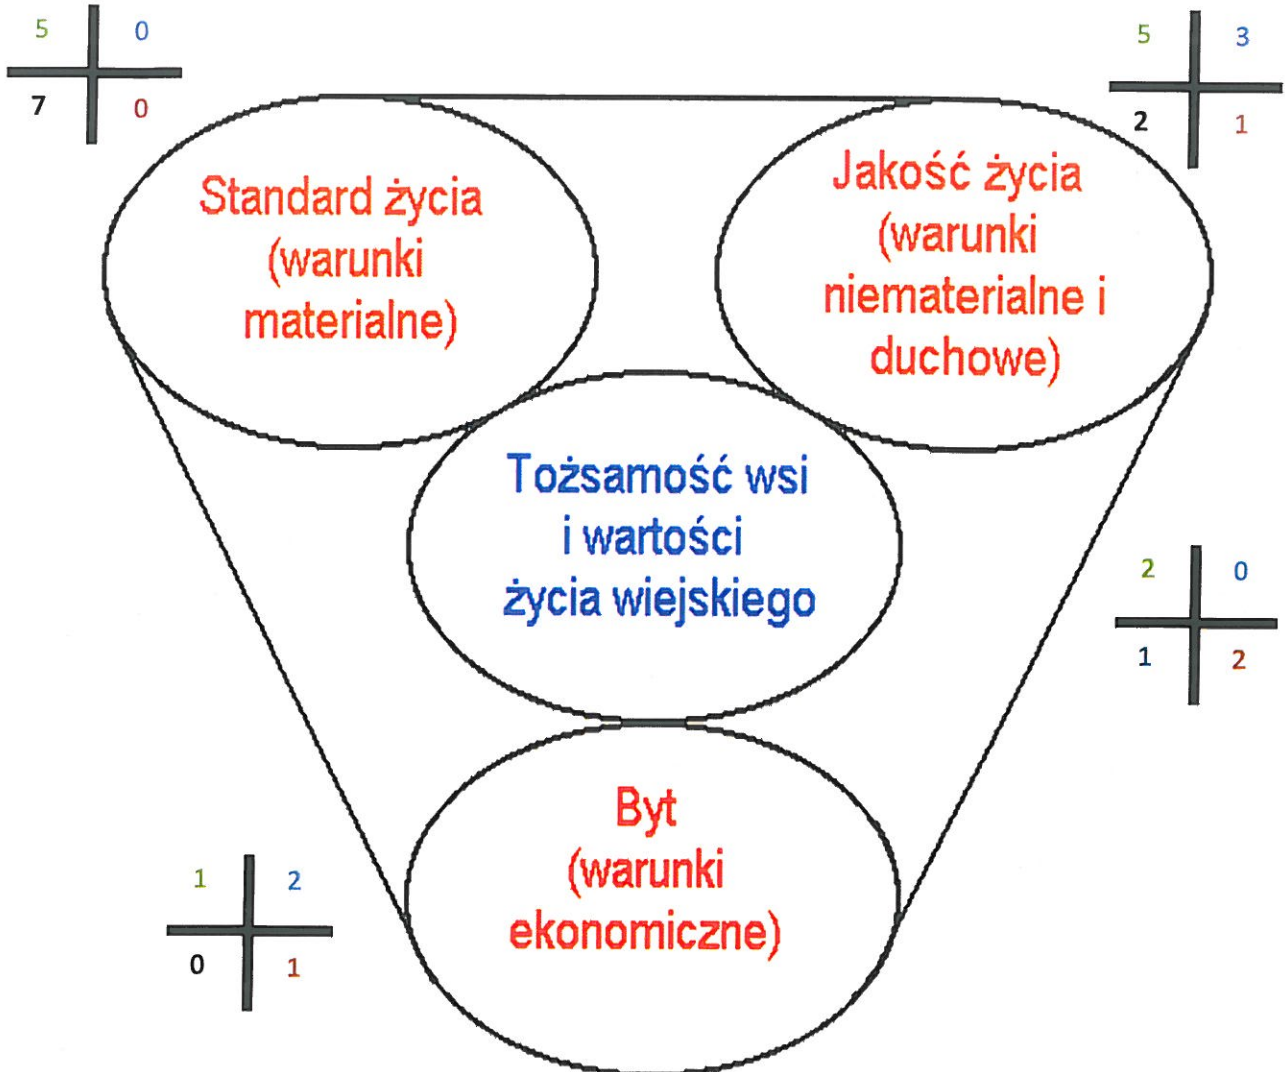 5 0
7 0
5 3
2 1
Standard życia
(warunki
materialne)
Jakość życia
(warunki
niematerialne i
duchowe)
Tożsamość wsi
i wartości
życia wiejskiego
2 0
1 2
Byt
(warunki
ekonomiczne)
1 2
0 1